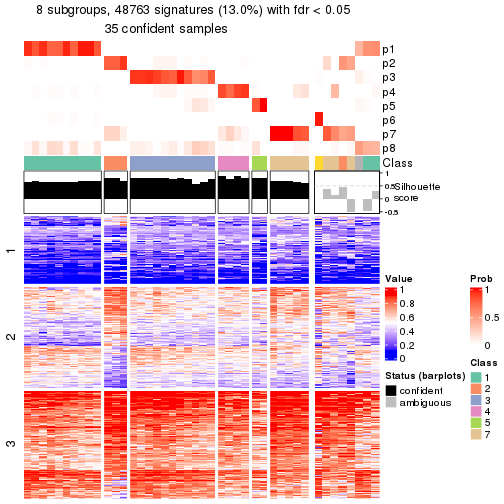 8 subgroups, 48763 signatures (13.0%) with fdr < 0.05
35 confident samples
p1
p2
p3
p4
p5
p6
p7
p8
Class
1
0.5
0
-0.5
Silhouette
score
1
2
3
Value
1
0.8
0.6
0.4
0.2
0
Prob
1
0.5
0
Status (barplots)
confident
ambiguous
Class
1
2
3
4
5
7